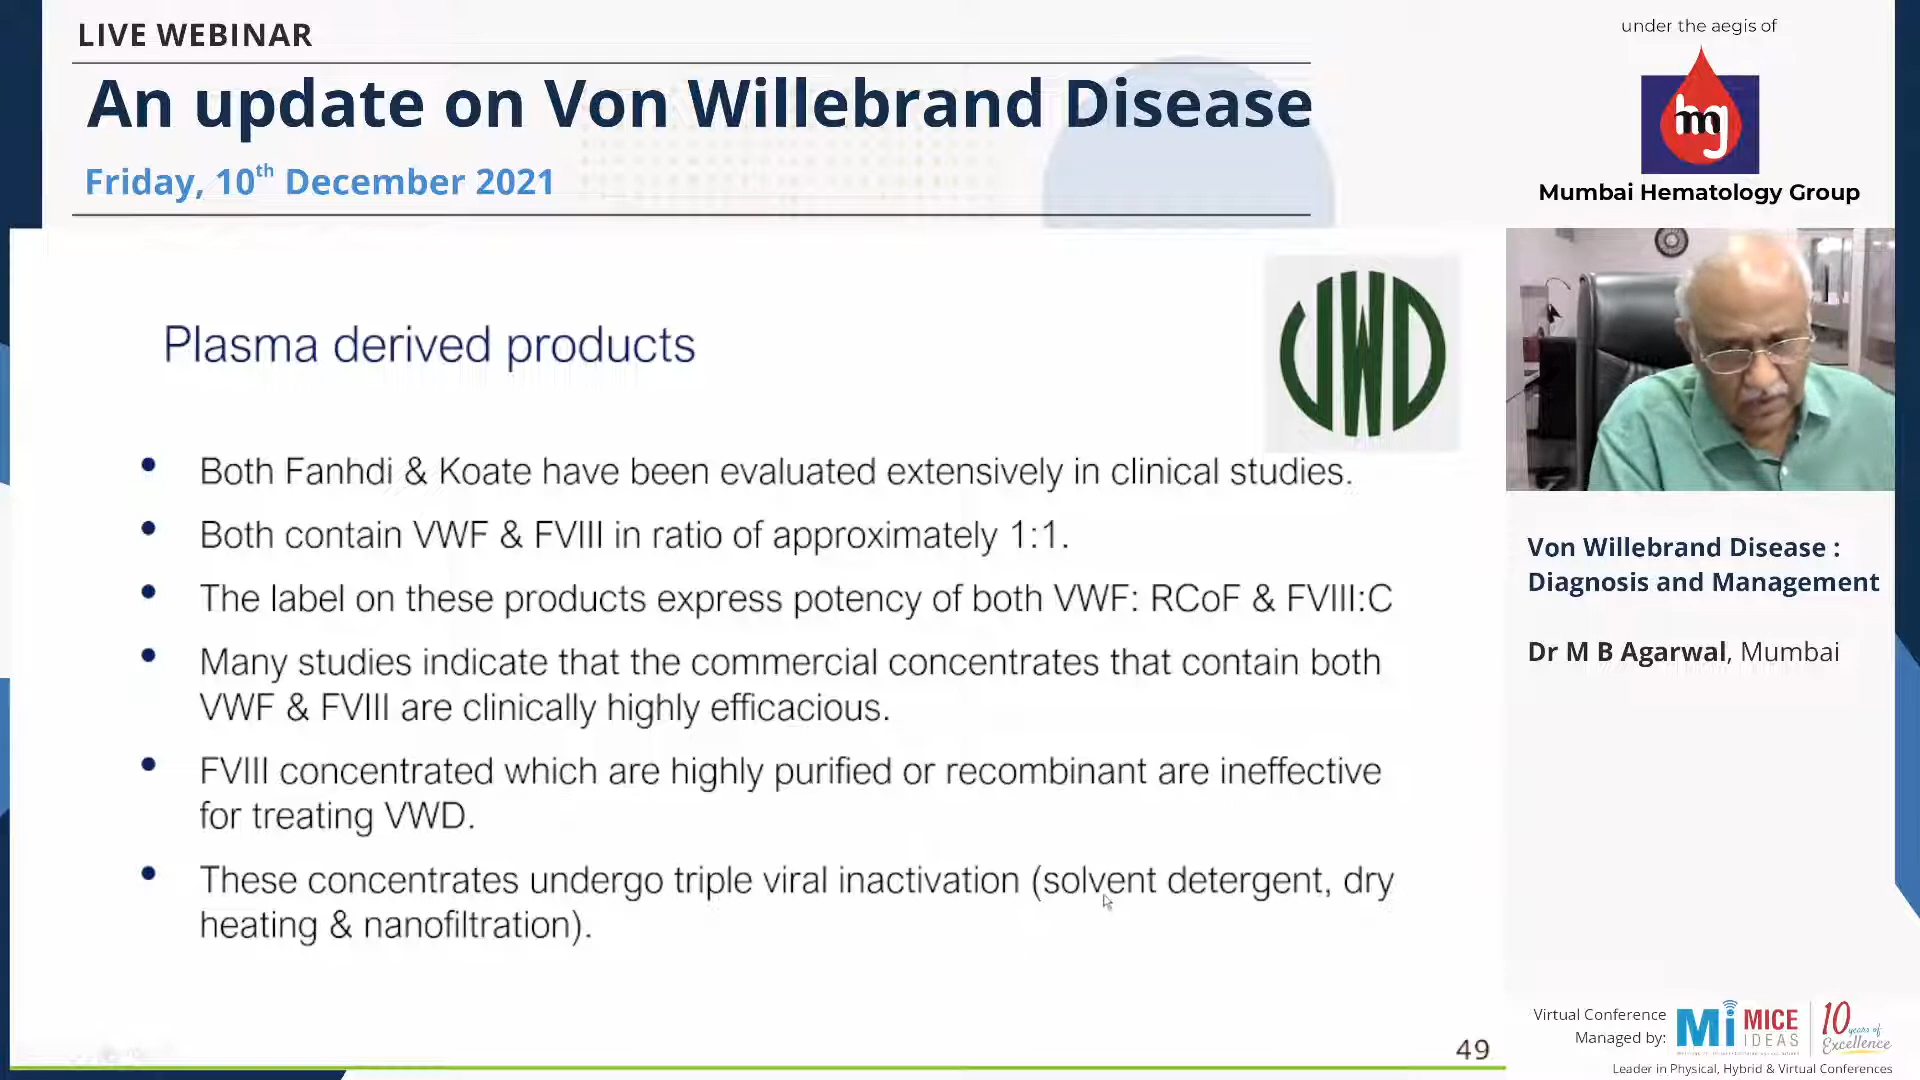 LIVE WEBINAR
An update on Von Willebrand Disease
Friday, 10th December 2021
under the aegis of
hmg
Mumbai Hematology Group
VWD
Plasma derived products
• Both Fanhdi & Koate have been evaluated extensively in clinical studies.
• Both contain VWF & FVIII in ratio of approximately 1:1.
• The label on these products express potency of both VWF: RCoF & FVIII:C
• Many studies indicate that the commercial concentrates that contain both
VWF & FVIII are clinically highly efficacious.
• FVIII concentrated which are highly purified or recombinant are ineffective
for treating VWD.
• These concentrates undergo triple viral inactivation (solvent detergent, dry
heating & nanofiltration).
49
Von Willebrand Disease :
Diagnosis and Management
Dr M B Agarwal, Mumbai
Virtual Conference
Managed by:
Mi MICE
IDEAS
10 years of
Excellence
Leader in Physical, Hybrid & Virtual Conferences